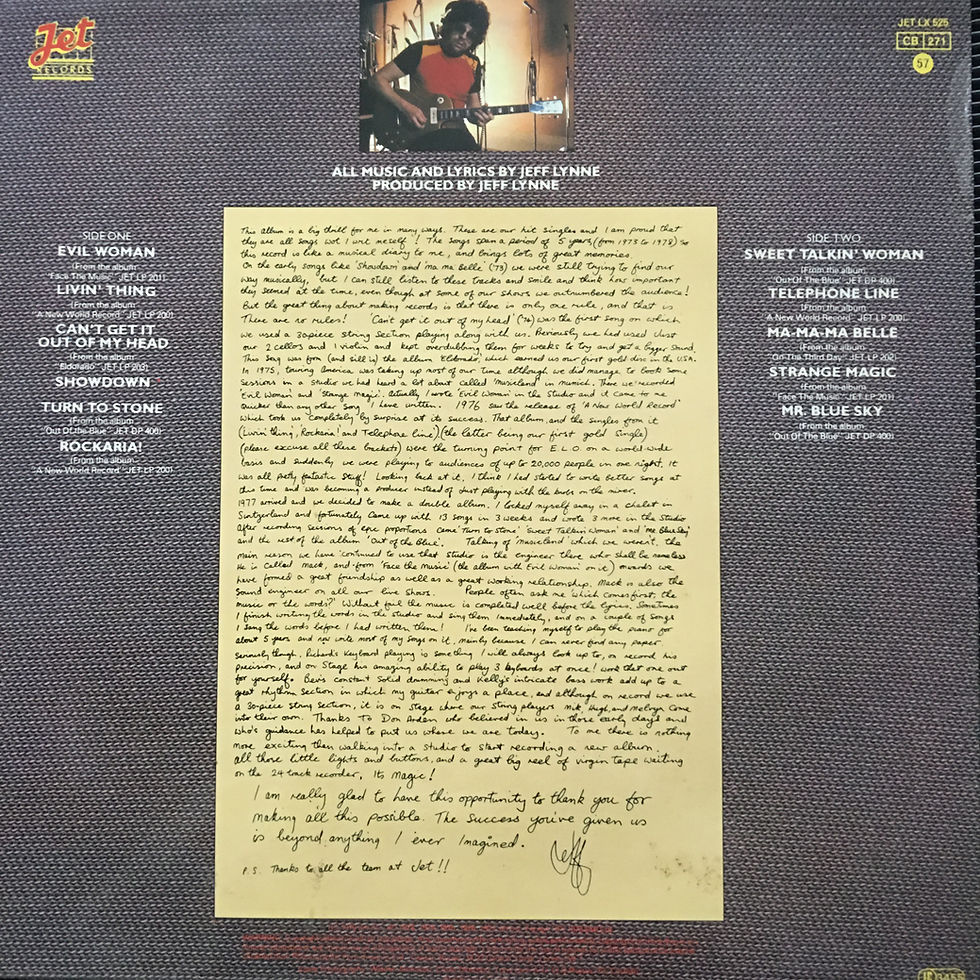 Jet
RECORDS
JET LX 525
CB 271
57
ALL MUSIC AND LYRICS BY JEFF LYNNE
PRODUCED BY JEFF LYNNE
SIDE ONE
EVIL WOMAN
(From the album
"Face The Music" JET LP 201)
LIVIN' THING
(From the album
"A New World Record" JET LP 200)
CAN'T GET IT
OUT OF MY HEAD
(From the album
"Eldorado" JET LP 203)
SHOWDOWN
TURN TO STONE
(From the album
"Out Of the Blue" JET DP 400)
ROCKARIA!
(From the album
"A New World Record" JET LP 200)
This album is a big thrill for me in many ways. These are our hit singles and I am proud that
they are all songs wot I writ meself! The songs span a period of 5 years (from 1973 to 1978) so
this record is like a musical diary to me, and brings lots of great memories.
On the early songs like 'Showdown' and 'ma ma Belle' ('73) we were still trying to find our
way musically, but I can still listen to these tracks and smile and think how important
they seemed at the time, even though at some of our shows we outnumbered the audience!
But the great thing about making records is that there is only one rule, and that is
There are no rules! 'Can't get it out of my head' ('74) was the first song on which
we used a 30 piece string section playing along with us. Previously we had used just
our 2 cellos and 1 violin and kept overdubbing them for weeks to try and get a bigger sound.
This song was from (and still is) the album 'Eldorado' which earned us our first gold disc in the U.S.A.
In 1975, touring America was taking up most of our time although we did manage to book some
sessions in a studio we had heard a lot about called 'Musicland' in munich. There we recorded
'Evil Woman' and 'Strange Magic'. Actually I wrote 'Evil Woman' in the Studio and it came to me
quicker than any other song I have written. 1976 saw the release of 'A New World Record'
which took us 'completely' by surprise at its success. That album, and the singles from it
(Livin' thing', Rockaria! and Telephone line) (the latter being our first gold single)
(please excuse all these brackets) were the turning point for E.L.O. on a world-wide
basis and suddenly we were playing to audiences of up to 20,000 people in one night, it
was all pretty fantastic stuff! Looking back at it, I think I had started to write better songs at
this time and was becoming a producer instead of just playing with the knobs on the mixer.
1977 arrived and we decided to make a double album. I locked myself away in a chalet in
Switzerland and fortunately came up with 13 songs in 3 weeks and wrote 3 more in the Studio
After recording sessions of epic proportions came 'Turn to Stone' 'Sweet Talkin' Woman' and 'Mr Blue Sky'
and the rest of the album 'Out of the Blue'. Talking of 'Musicland' which we weren't, the
main reason we have continued to use that studio is the engineer there who shall be nameless
He is called Mack, and from 'Face the Music' (the album with Evil Woman on it) onwards we
have formed a great friendship as well as a great working relationship. Mack is also the
sound engineer on all our live shows. People often ask me 'which comes first, the
music or the words?' Without fail the music is completed well before the lyrics. Sometimes
I finish writing the words in the studio and sing them immediately, and on a couple of songs
I sang the words before I had written them! I've been teaching myself to play the piano for
about 5 years and now write most of my songs on it, mainly because I can never find any paper
seriously though, Richard's Keyboard playing is something I will always look up to, on record his
precision, and on Stage his amazing ability to play 3 keyboards at once! work that one out
for yourself. Bev's constant solid drumming and Kelly's intricate bass work add up to a
great rhythm section in which my guitar enjoys a place, and although on record we use
a 30-piece string section, it is on stage where our string players Mik, Hugh, and Melvyn come
into their own. Thanks To Don Arden who believed in us in those early days and
who's guidance has helped to put us where we are today. To me there is nothing
more exciting than walking into a studio to start recording a new album.
all those little lights and buttons, and a great big reel of virgin tape waiting
on the 24 track recorder, Its magic!
I am really glad to have this opportunity to thank you for
making all this possible. The success you've given us
is beyond anything I ever Imagined.
Jeff
P.S. Thanks to all the team at Jet!!
SIDE TWO
SWEET TALKIN' WOMAN
(From the album
"Out Of The Blue" JET DP 400)
TELEPHONE LINE
(From the album
"A New World Record" JET LP 200)
MA-MA-MA BELLE
(From the album
"On The Third Day" JET LP 202)
STRANGE MAGIC
(From the album
"Face The Music" JET LP 201)
MR. BLUE SKY
(From the album
"Out Of The Blue" JET DP 400)